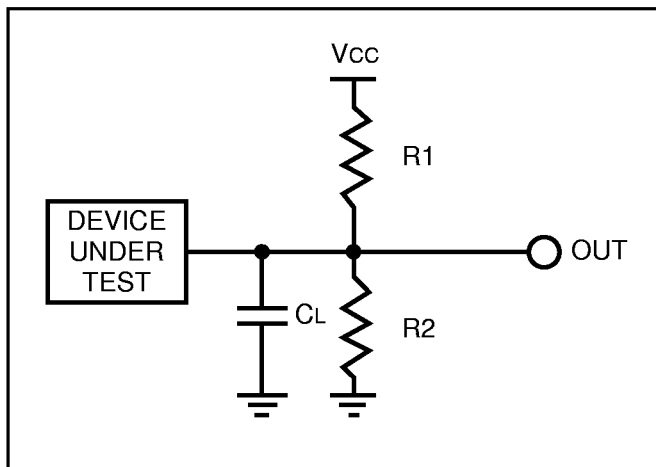 Vcc
R1
DEVICE
UNDER
TEST
OUT
CL
R2